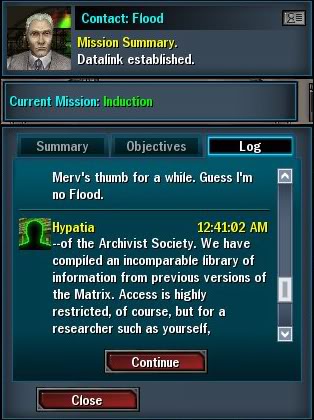 Contact: Flood
Mission Summary.
Datalink established.
Current Mission: Induction
Summary Objectives Log
Merv's thumb for a while. Guess I'm
no Flood.
Hypatia 12:41:02 AM
--of the Archivist Society. We have
compiled an incomparable library of
information from previous versions of
the Matrix. Access is highly
restricted, of course, but for a
researcher such as yourself,
Continue
Close